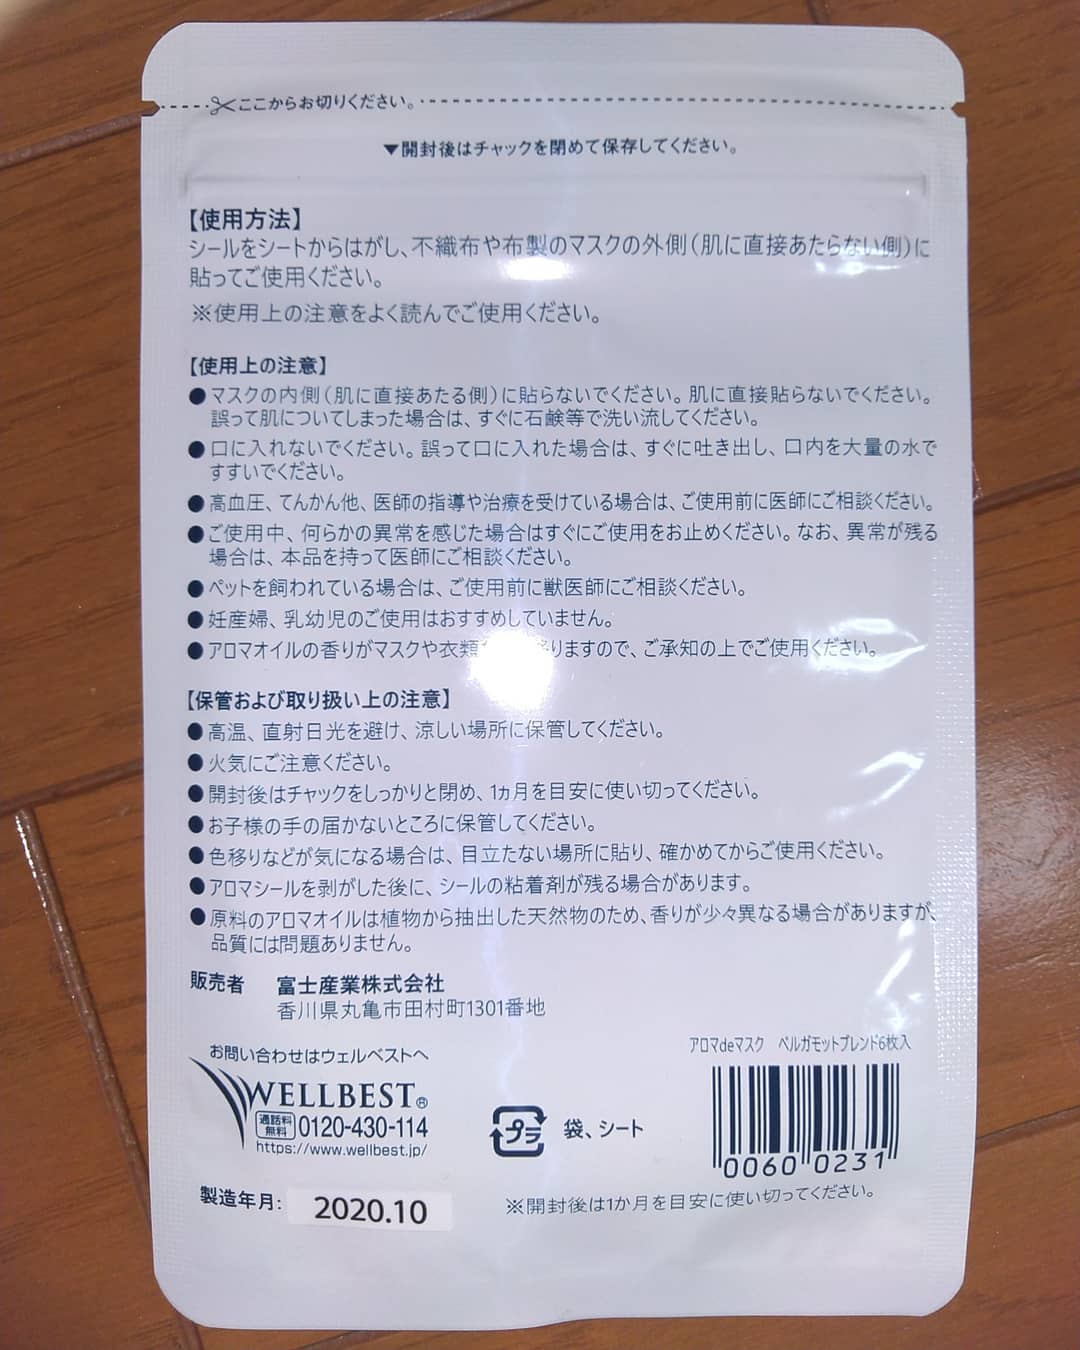 ここからお切りください。
▼開封後はチャックを閉めて保存してください。
【使用方法】
シールをシートからはがし、不織布や布製のマスクの外側(肌に直接あたらない側)に
貼ってご使用ください。
※使用上の注意をよく読んでご使用ください。
【使用上の注意】
●マスクの内側(肌に直接あたる側)に貼らないでください。肌に直接貼らないでください。
誤って肌についてしまった場合は、すぐに石鹸等で洗い流してください。
●口に入れないでください。誤って口に入れた場合は、すぐに吐き出し、口内を大量の水で
すすいでください。
●高血圧、てんかん他、医師の指導や治療を受けている場合は、ご使用前に医師にご相談ください。
●ご使用中、何らかの異常を感じた場合はすぐにご使用をお止めください。なお、異常が残る
場合は、本品を持って医師にご相談ください。
●ペットを飼われている場合は、ご使用前に獣医師にご相談ください。
●妊産婦、乳幼児のご使用はおすすめしていません。
●アロマオイルの香りがマスクや衣類 りますので、ご承知の上でご使用ください。
【保管および取り扱い上の注意】
●高温、直射日光を避け、涼しい場所に保管してください。
●火気にご注意ください。
●開封後はチャックをしっかりと閉め、1ヵ月を目安に使い切ってください。
●お子様の手の届かないところに保管してください。
●色移りなどが気になる場合は、目立たない場所に貼り、確かめてからご使用ください。
●アロマシールを剥がした後に、シールの粘着剤が残る場合があります。
●原料のアロマオイルは植物から抽出した天然物のため、香りが少々異なる場合がありますが、
品質には問題ありません。
販売者 富士産業株式会社
香川県丸亀市田村町1301番地
お問い合わせはウェルベストへ
WELLBEST®
通話料無料 0120-430-114
https://www.wellbest.jp/
プラ 袋、シート
アロマdeマスク ベルガモットブレンド6枚入
0060 0231
製造年月: 2020.10
※開封後は1か月を目安に使い切ってください。